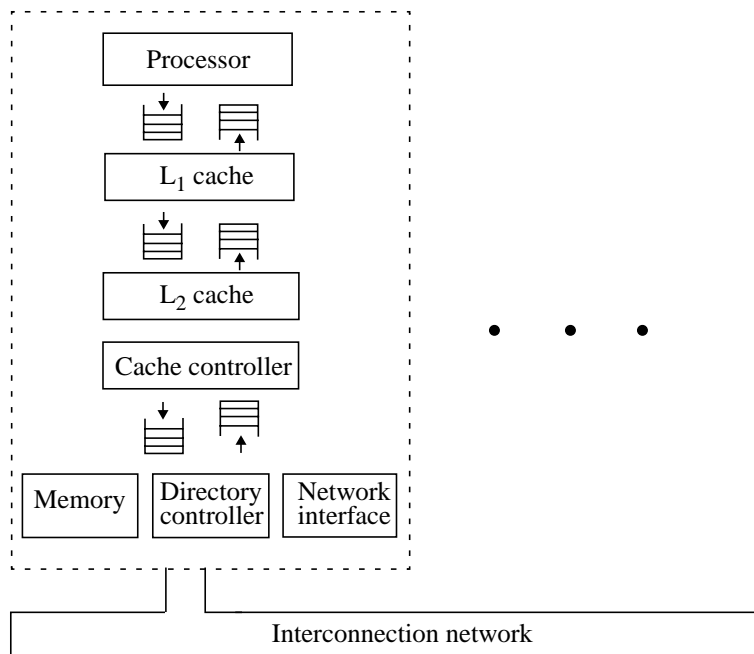 Processor
L₁ cache
L₂ cache
Cache controller
Memory
Directory
controller
Network
interface
Interconnection network